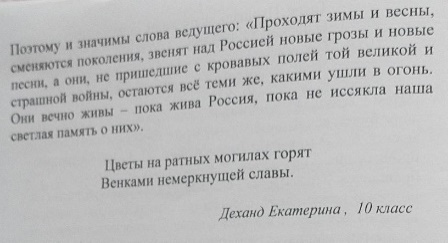 Поэтому и значимы слова ведущего: «Проходят зимы и весны,
сменяются поколения, звенят над Россией новые грозы и новые
песни, а они, не пришедшие с кровавых полей той великой и
страшной войны, остаются всё теми же, какими ушли в огонь.
Они вечно живы – пока жива Россия, пока не иссякла наша
светлая память о них».
Цветы на ратных могилах горят
Венками немеркнущей славы.
Деханд Екатерина , 10 класс